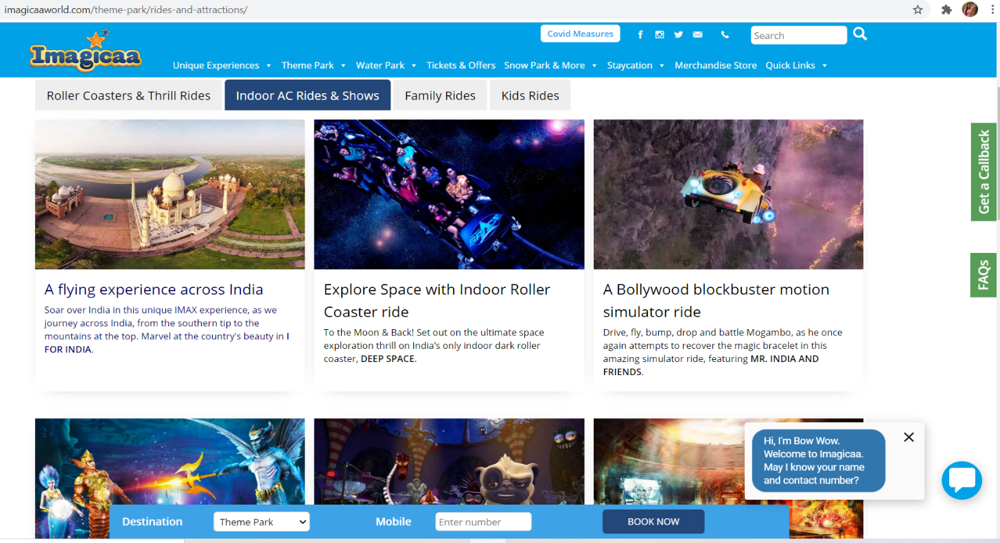 imagicaaworld.com/theme-park/rides-and-attractions/
Covid Measures
Search
Imagicaa
Unique Experiences Theme Park Water Park Tickets & Offers Snow Park & More Staycation Merchandise Store Quick Links
Roller Coasters & Thrill Rides
Indoor AC Rides & Shows
Family Rides
Kids Rides
Get a Callback
FAQs
A flying experience across India
Soar over India in this unique IMAX experience, as we
journey across India, from the southern tip to the
mountains at the top. Marvel at the country's beauty in I
FOR INDIA.
Explore Space with Indoor Roller
Coaster ride
To the Moon & Back! Set out on the ultimate space
exploration thrill on India's only indoor dark roller
coaster, DEEP SPACE.
A Bollywood blockbuster motion
simulator ride
Drive, fly, bump, drop and battle Mogambo, as he once
again attempts to recover the magic bracelet in this
amazing simulator ride, featuring MR. INDIA AND
FRIENDS.
Hi, I'm Bow Wow.
Welcome to Imagicaa.
May I know your name
and contact number?
Destination
Theme Park
Mobile
Enter number
BOOK NOW